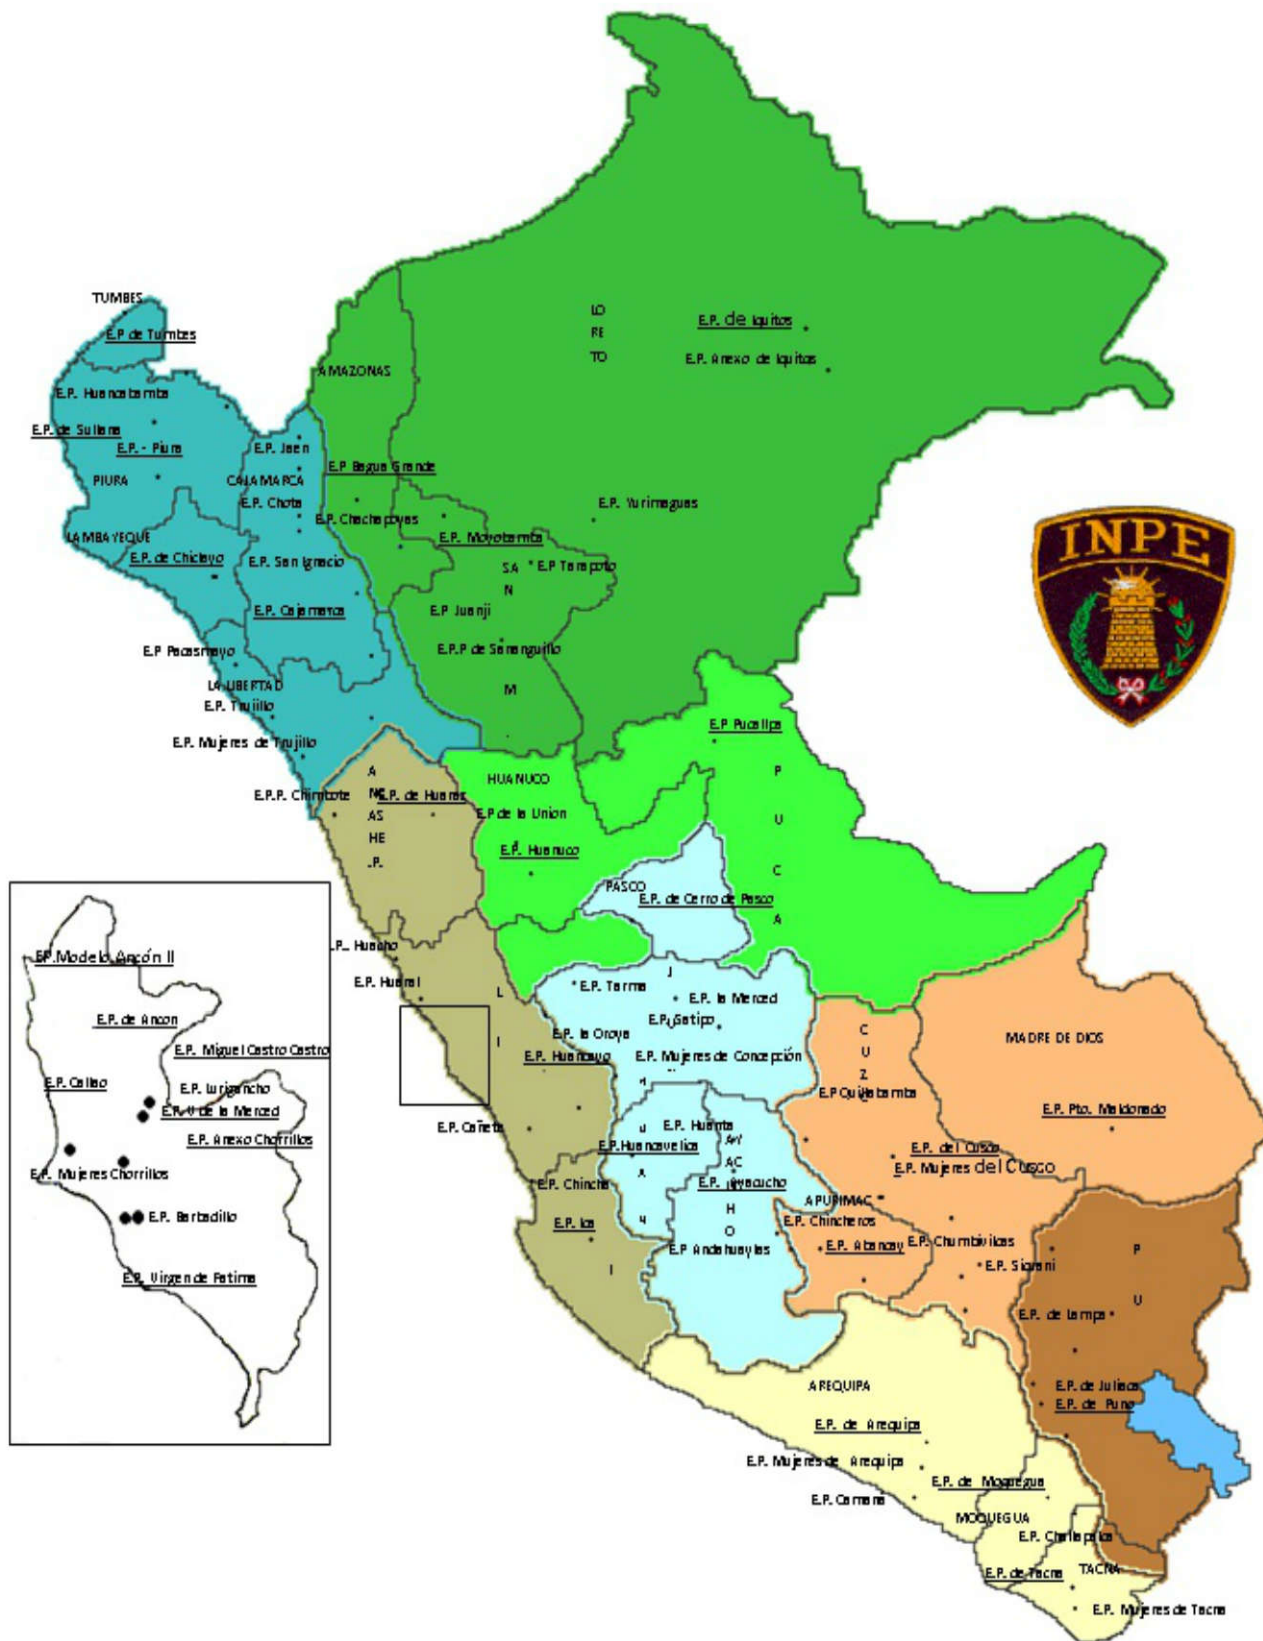 TUMBES
E.P de Tumbes
E.P. Huancabamba
E.P. de Sullana
E.P. - Piura
PIURA
E.P. Jaen
CAJAMARCA
E.P. Chota
LAMBAYEQUE
E.P. de Chiclayo
E.P. San Ignacio
E.P. Cajamarca
E.P Pacasmayo
LA LIBERTAD
E.P. Trujillo
E.P. Mujeres de Trujillo
AMAZONAS
E.P Bagua Grande
E.P. Chachapoyas
LO
RE
TO
E.P. de Iquitos
E.P. Anexo de Iquitos
E.P. Yurimaguas
E.P. Moyobamba
SA
N
E.P Tarapoto
E.P Juanji
E.P.P de Sananguillo
M
INPE
E.P Pucallpa
P
U
C
A
HUANUCO
E.P de la Union
E.P. Huanuco
E.P.P. Chimbote
E.P. de Huaraz
A
AS
HE
.P.
PASCO
E.P. de Cerro de Pasco
.P.. Huacho
E.P. Huaral
L
I
E.P. Cañete
E.P. Chincha
E.P. Ica
I
J
E.P. Tarma
E.P. la Merced
E.P. Satipo
E.P. la Oroya
E.P. Mujeres de Concepción
E.P. Huancayo
E.P. Huanta
E.P. Huancavelica
AC
H
O
E.P. Ayacucho
E.P Andahuaylas
C
U
Z
E.P Quillabamba
MADRE DE DIOS
E.P. Pto. Maldonado
E.P. del Cusco
E.P. Mujeres del Cusco
APURIMAC
E.P. Chincheros
E.P. Abancay
E.P. Chumbivilcas
E.P. Sicuani
P
U
E.P. de Lampa
E.P. de Juliaca
E.P. de Puno
AREQUIPA
E.P. de Arequipa
E.P. Mujeres de Arequipa
E.P. Camana
E.P. de Moquegua
MOQUEGUA
E.P. Challapalca
E.P. de Tacna
TACNA
E.P. Mujeres de Tacna
E.P. Modelo Ancón II
E.P. de Ancon
E.P. Miguel Castro Castro
E.P. Callao
E.P. Lurigancho
E.P. V de la Merced
E.P. Anexo Chorrillos
E.P. Mujeres Chorrillos
E.P. Barbadillo
E.P. Virgen de Fatima